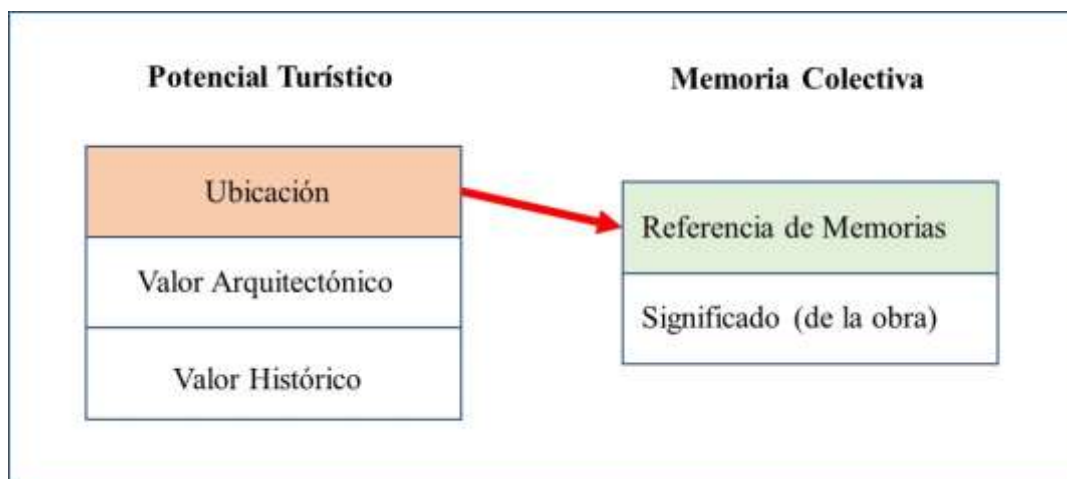 Potencial Turístico
Ubicación
Valor Arquitectónico
Valor Histórico
Memoria Colectiva
Referencia de Memorias
Significado (de la obra)